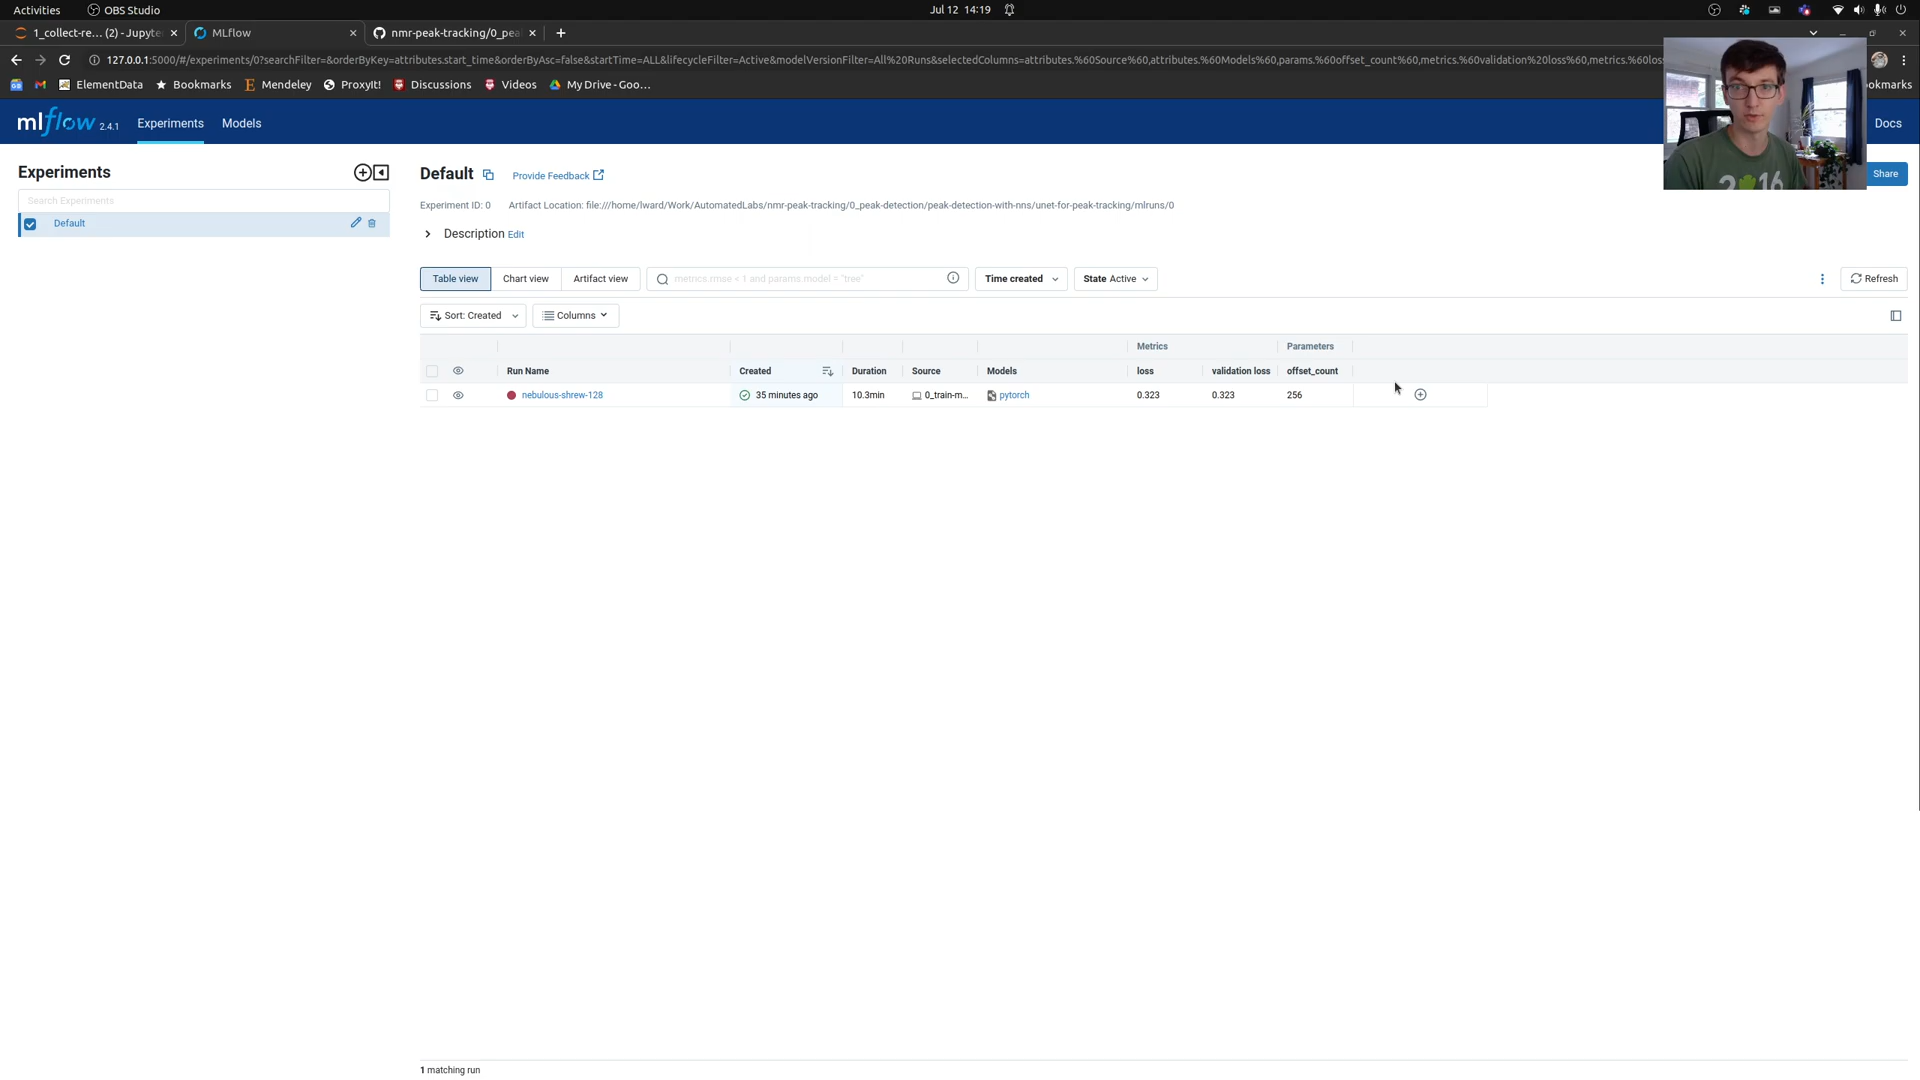 Activities OBS Studio Jul 12 14:19
1_collect-re... (2) - Jupyte MLflow nmr-peak-tracking/0_pea
127.0.0.1:5000/#/experiments/0?searchFilter=&orderByKey=attributes.start_time&orderByAsc=false&startTime=ALL&lifecycleFilter=Active&modelVersionFilter=All%20Runs&selectedColumns=attributes.%60Source%60,attributes.%60Models%60,params.%60offset_count%60,metrics.%60validation%20loss%60,metrics.%60loss
ElementData Bookmarks Mendeley ProxyIt! Discussions Videos My Drive - Goo... ookmarks
mlflow 2.4.1 Experiments Models Docs
Experiments
Search Experiments
Default
Default Provide Feedback Share
Experiment ID: 0 Artifact Location: file:///home/lward/Work/AutomatedLabs/nmr-peak-tracking/0_peak-detection/peak-detection-with-nns/unet-for-peak-tracking/mlruns/0
Description Edit
Table view Chart view Artifact view metrics.rmse < 1 and params.model = "tree" Time created State Active Refresh
Sort: Created Columns
Metrics Parameters
Run Name Created Duration Source Models loss validation loss offset_count
nebulous-shrew-128 35 minutes ago 10.3min 0_train-m... pytorch 0.323 0.323 256
1 matching run
2016